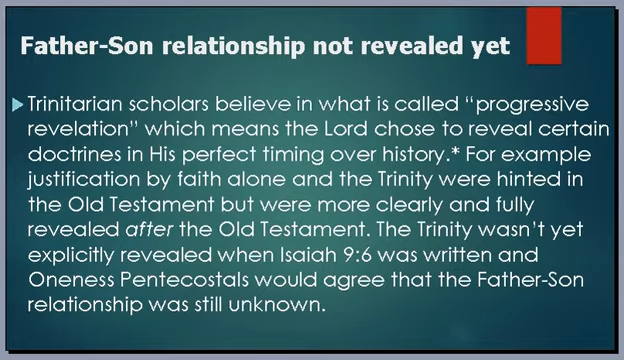 Father-Son relationship not revealed yet
Trinitarian scholars believe in what is called “progressive
revelation” which means the Lord chose to reveal certain
doctrines in His perfect timing over history.* For example
justification by faith alone and the Trinity were hinted in
the Old Testament but were more clearly and fully
revealed after the Old Testament. The Trinity wasn’t yet
explicitly revealed when Isaiah 9:6 was written and
Oneness Pentecostals would agree that the Father-Son
relationship was still unknown.